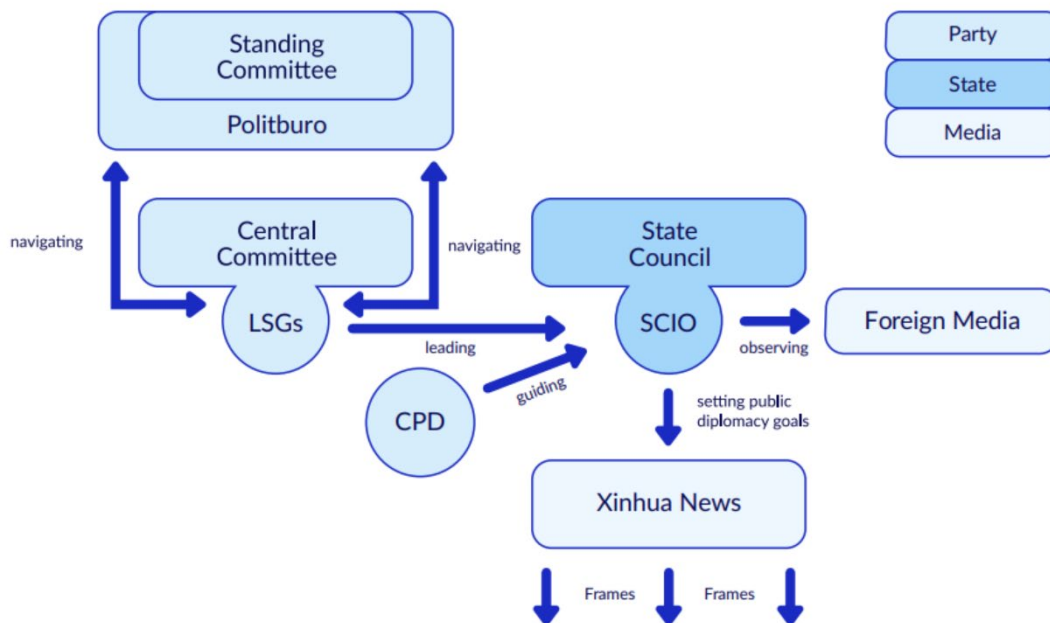 Standing
Committee
Politburo
Party
State
Media
navigating
Central
Committee
navigating
State
Council
LSGs
leading
SCIO
observing
Foreign Media
guiding
CPD
setting public
diplomacy goals
Xinhua News
Frames
Frames